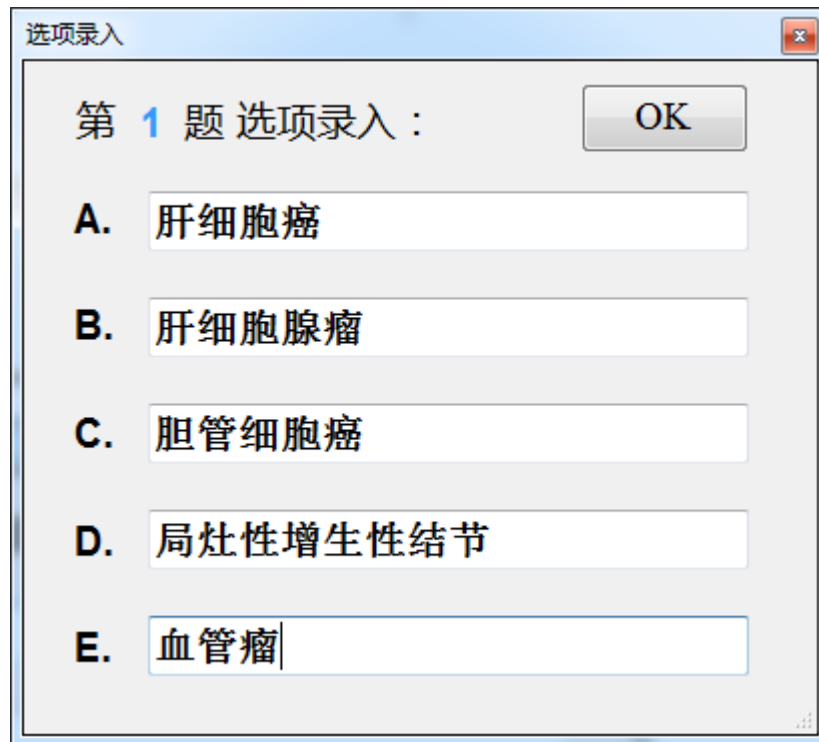 选项录入
第 1 题 选项录入：
OK
A. 肝细胞癌
B. 肝细胞腺瘤
C. 胆管细胞癌
D. 局灶性增生性结节
E. 血管瘤